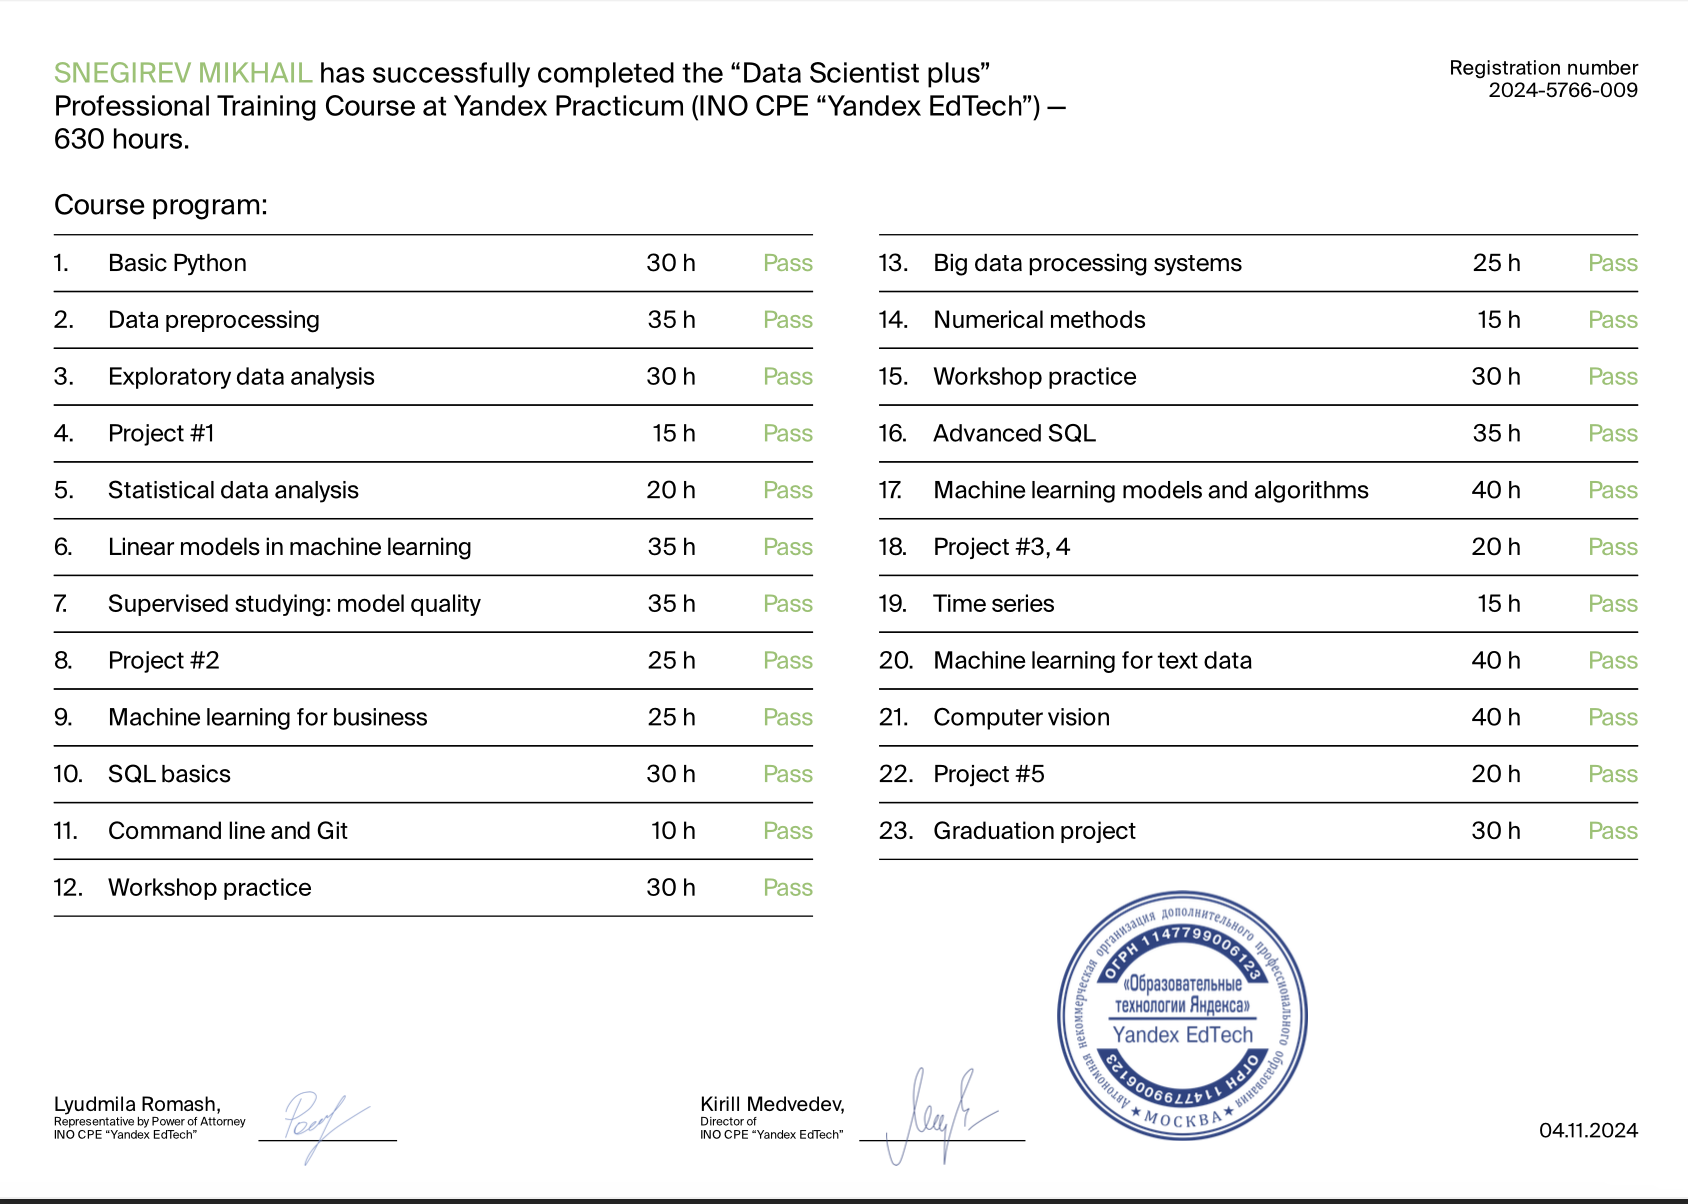 SNEGIREV MIKHAIL has successfully completed the “Data Scientist plus”
Professional Training Course at Yandex Practicum (INO CPE “Yandex EdTech”) —
630 hours.
Registration number
2024-5766-009
Course program:
1. Basic Python 30 h Pass
2. Data preprocessing 35 h Pass
3. Exploratory data analysis 30 h Pass
4. Project #1 15 h Pass
5. Statistical data analysis 20 h Pass
6. Linear models in machine learning 35 h Pass
7. Supervised studying: model quality 35 h Pass
8. Project #2 25 h Pass
9. Machine learning for business 25 h Pass
10. SQL basics 30 h Pass
11. Command line and Git 10 h Pass
12. Workshop practice 30 h Pass
13. Big data processing systems 25 h Pass
14. Numerical methods 15 h Pass
15. Workshop practice 30 h Pass
16. Advanced SQL 35 h Pass
17. Machine learning models and algorithms 40 h Pass
18. Project #3, 4 20 h Pass
19. Time series 15 h Pass
20. Machine learning for text data 40 h Pass
21. Computer vision 40 h Pass
22. Project #5 20 h Pass
23. Graduation project 30 h Pass
Автономная некоммерческая организация дополнительного профессионального образования
ОГРН 1147799006123
«Образовательные
технологии Яндекса»
Yandex EdTech
ОГРН 1147799006123
★ МОСКВА ★
Lyudmila Romash,
Representative by Power of Attorney
INO CPE “Yandex EdTech”
Kirill Medvedev,
Director of
INO CPE “Yandex EdTech”
04.11.2024